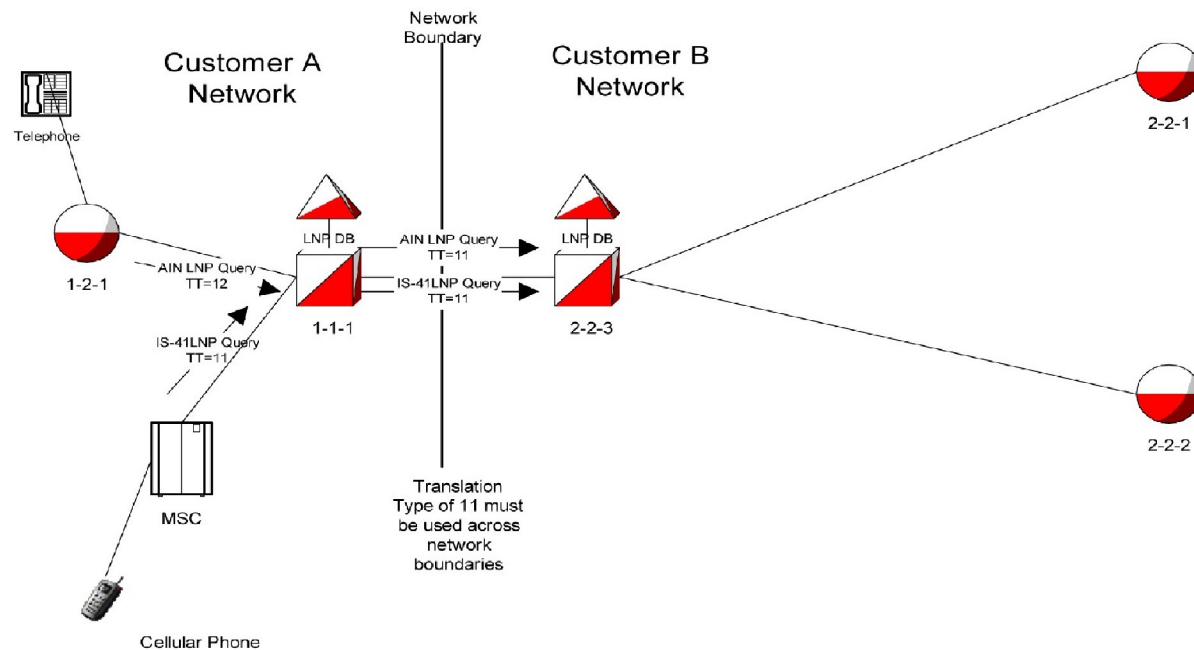 Network
Boundary
Customer A
Network
Customer B
Network
Telephone
2-2-1
1-2-1
AIN LNP Query
TT=12
LNP DB
AIN LNP Query
TT=11
LNP DB
IS-41LNP Query
TT=11
1-1-1
2-2-3
IS-41LNP Query
TT=11
2-2-2
MSC
Translation
Type of 11 must
be used across
network
boundaries
Cellular Phone